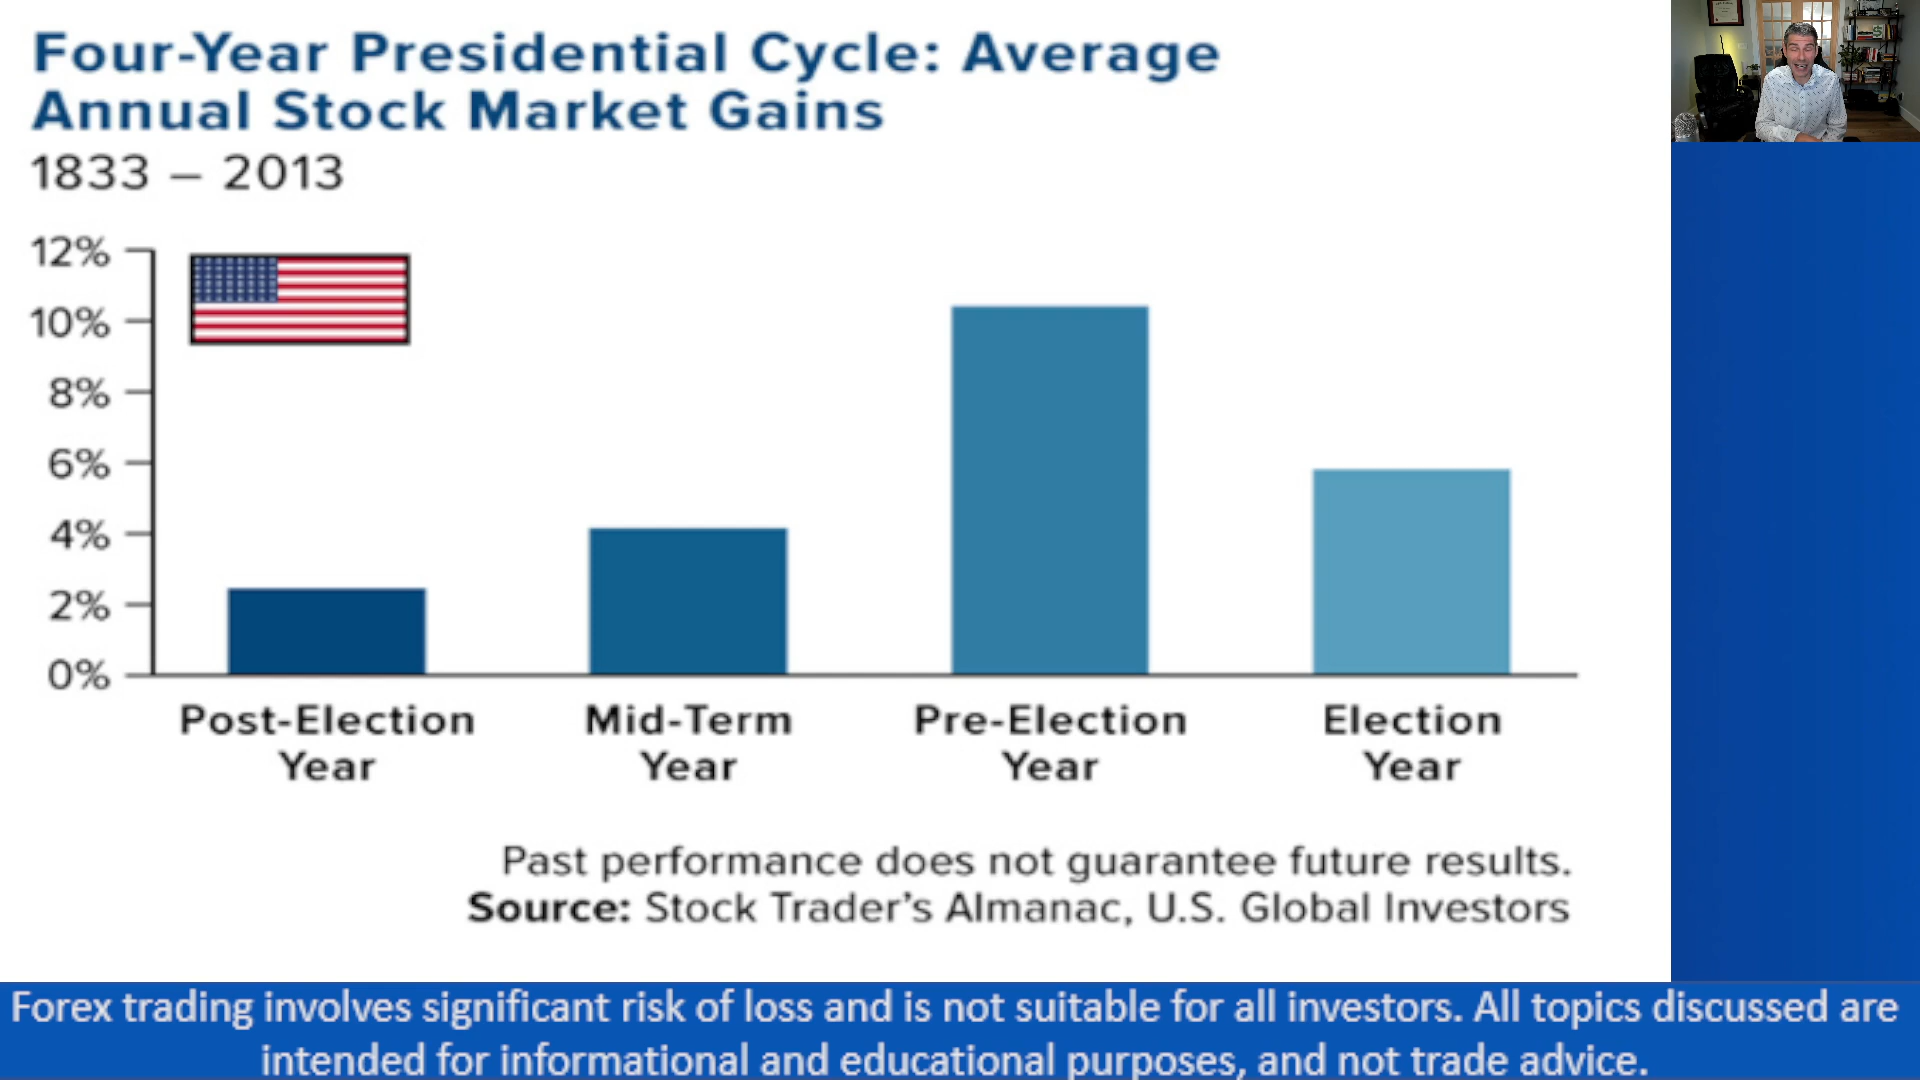 Four-Year Presidential Cycle: Average
Annual Stock Market Gains
1833 – 2013
12%
10%
8%
6%
4%
2%
0%
Post-Election
Year
Mid-Term
Year
Pre-Election
Year
Election
Year
Past performance does not guarantee future results.
Source: Stock Trader’s Almanac, U.S. Global Investors
Forex trading involves significant risk of loss and is not suitable for all investors. All topics discussed are
intended for informational and educational purposes, and not trade advice.